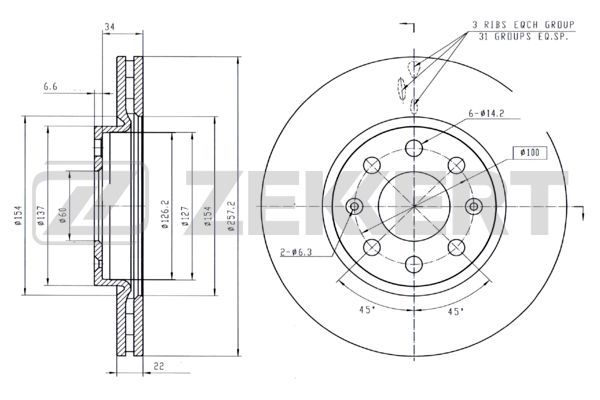 34
3 RIBS EQCH GROUP
31 GROUPS EQ.SP.
6.6
6-ø14.2
ø100
ø154
ø137
ø60
ø126.2
ø127
ø154
ø257.2
ZEKKERT
2-ø6.3
45°
45°
22